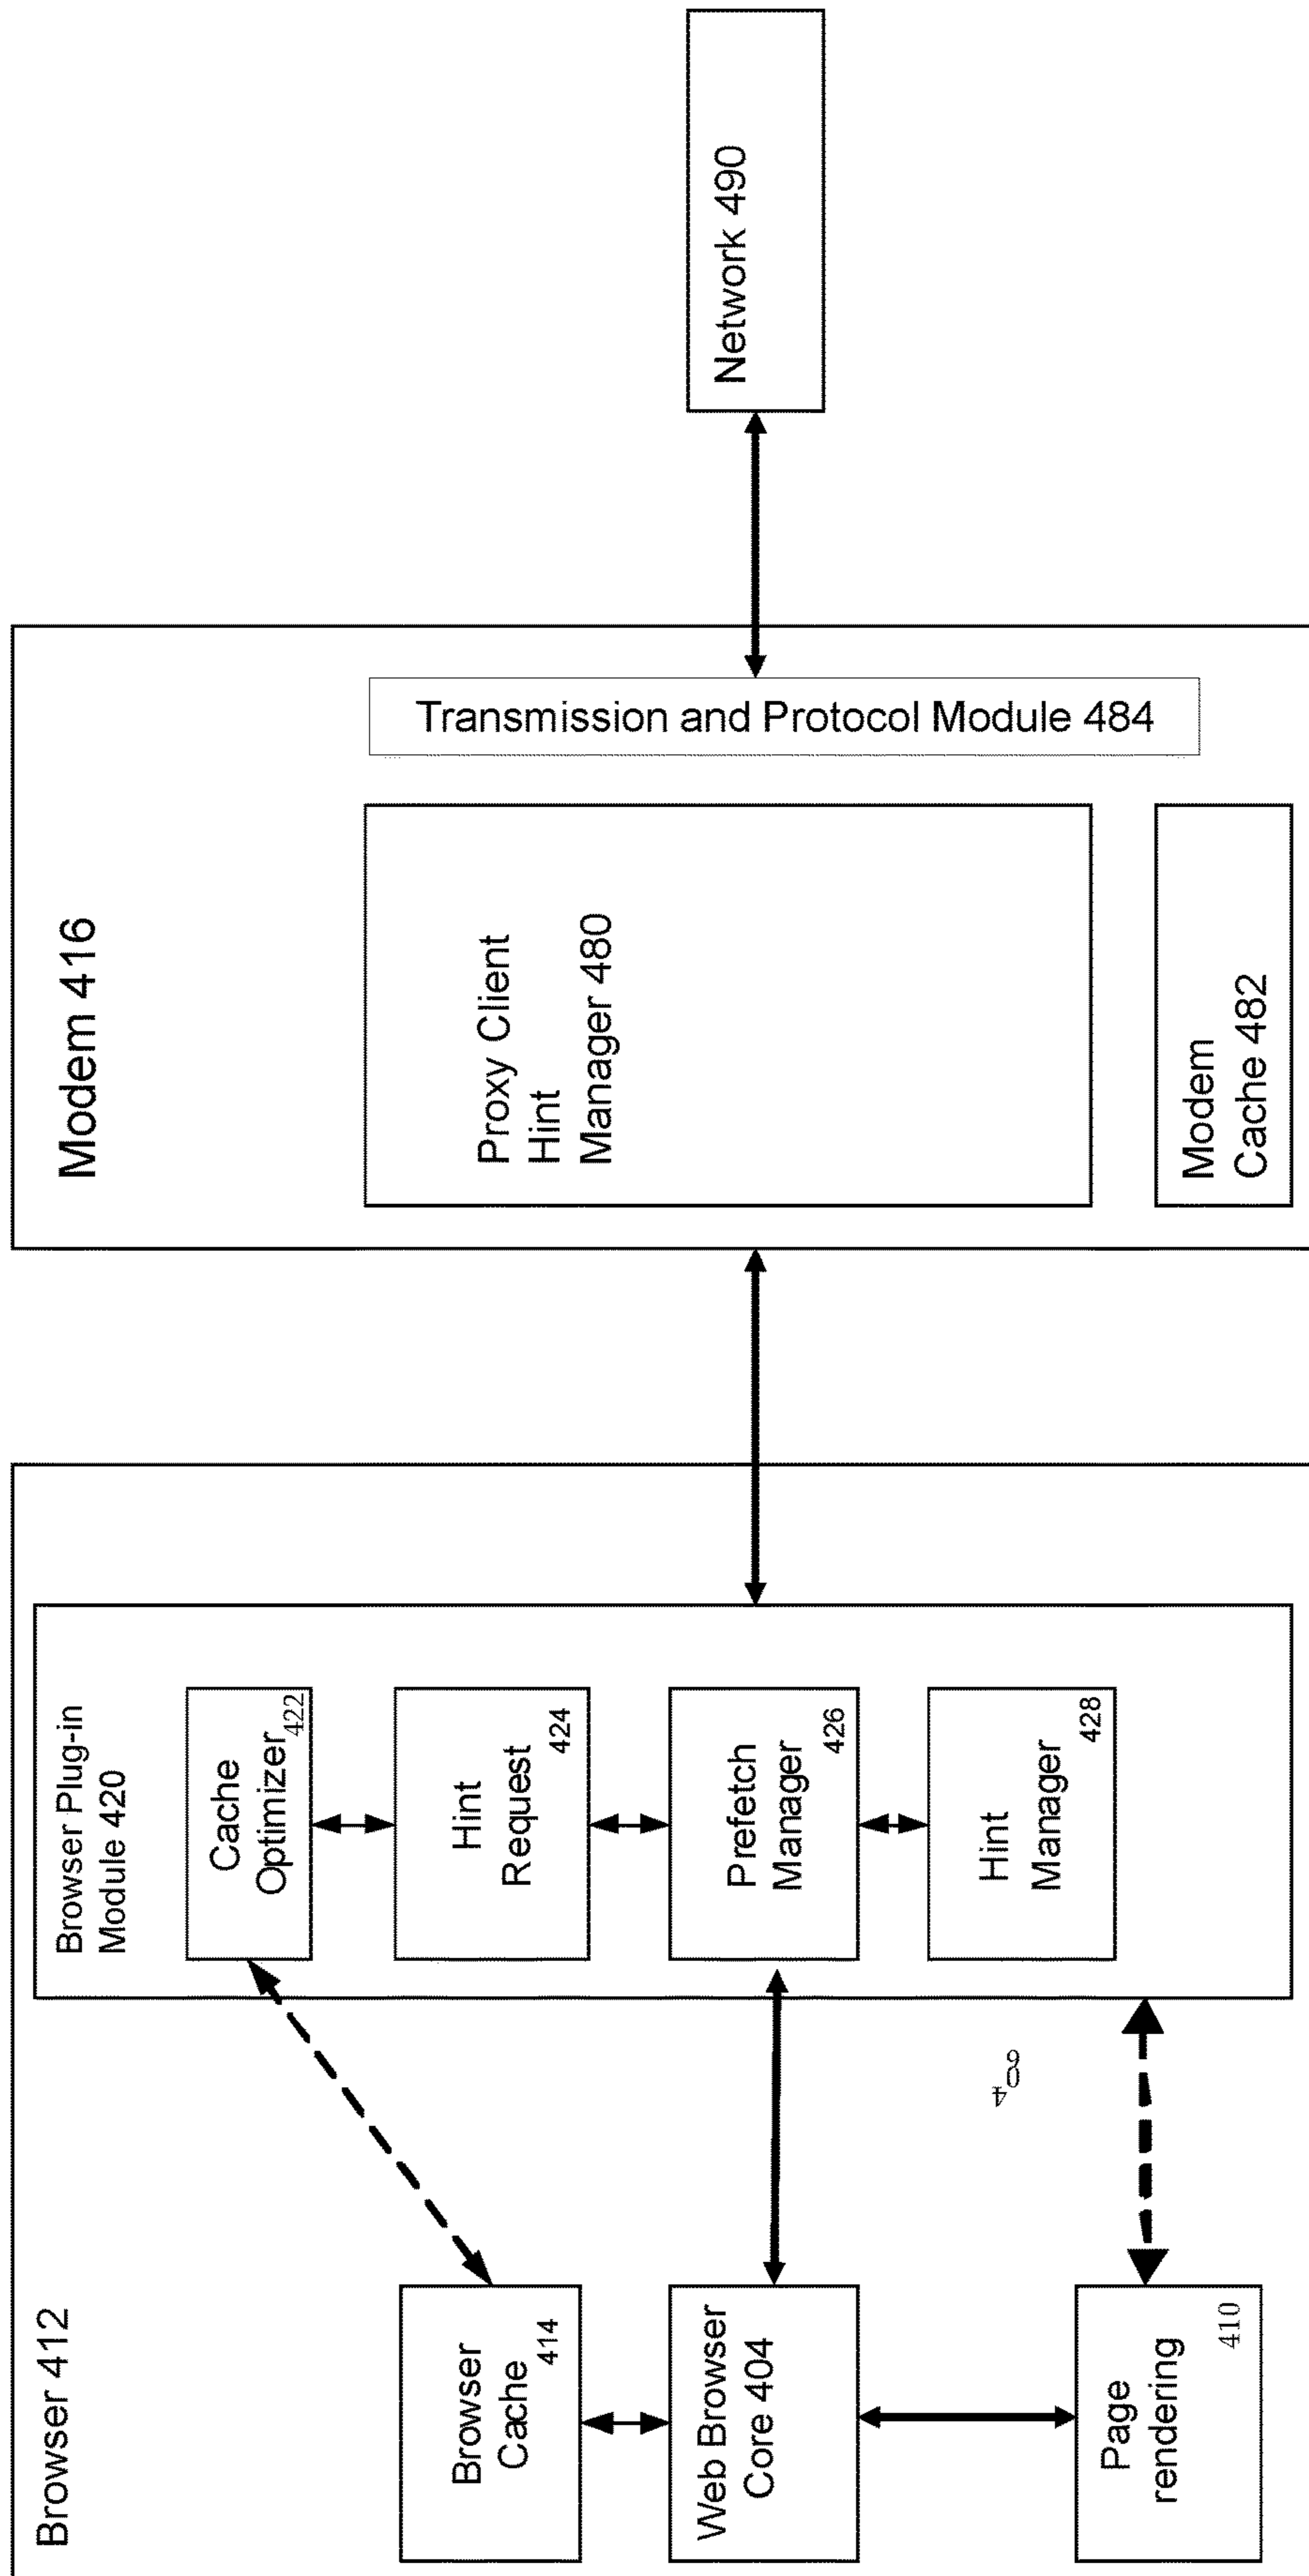 Browser 412
Browser
Cache
414
Web Browser
Core 404
Page
rendering
410
406
Browser Plug-in
Module 420
Cache
Optimizer
422
Hint
Request
424
Prefetch
Manager
426
Hint
Manager
428
Modem 416
Proxy Client
Hint
Manager 480
Modem
Cache 482
Transmission and Protocol Module 484
Network 490